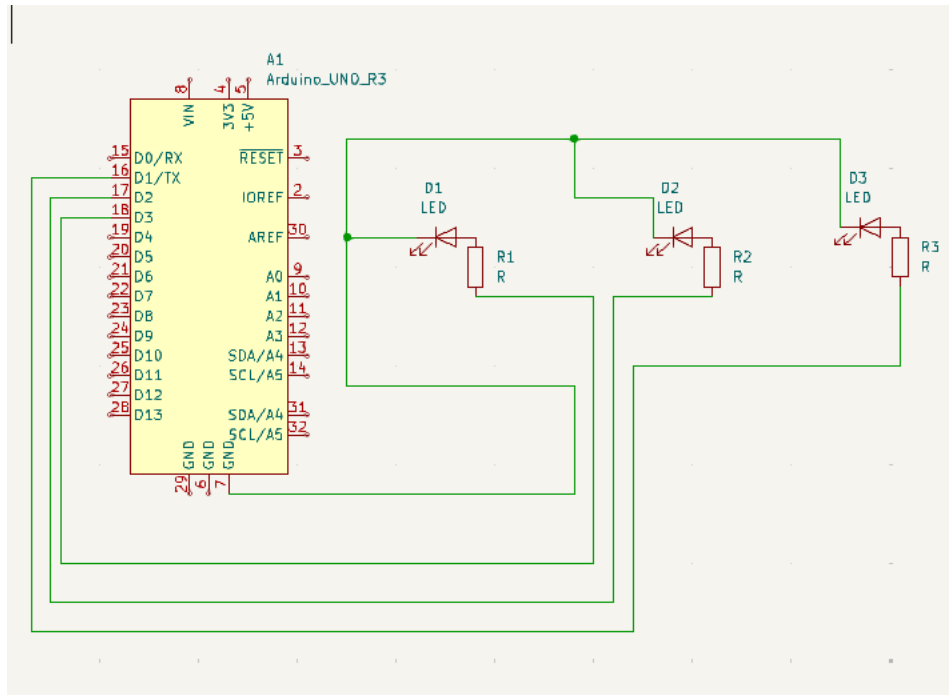 A1
Arduino_UNO_R3
8
4
5
VIN
3V3
+5V
15 D0/RX
RESET 3
16 D1/TX
17 D2
IOREF 2
18 D3
19 D4
AREF 30
20 D5
21 D6
A0 9
22 D7
A1 10
23 D8
A2 11
24 D9
A3 12
25 D10
SDA/A4 13
26 D11
SCL/A5 14
27 D12
28 D13
SDA/A4 31
SCL/A5 32
GND
GND
GND
29
6
7
D1
LED
R1
R
D2
LED
R2
R
D3
LED
R3
R